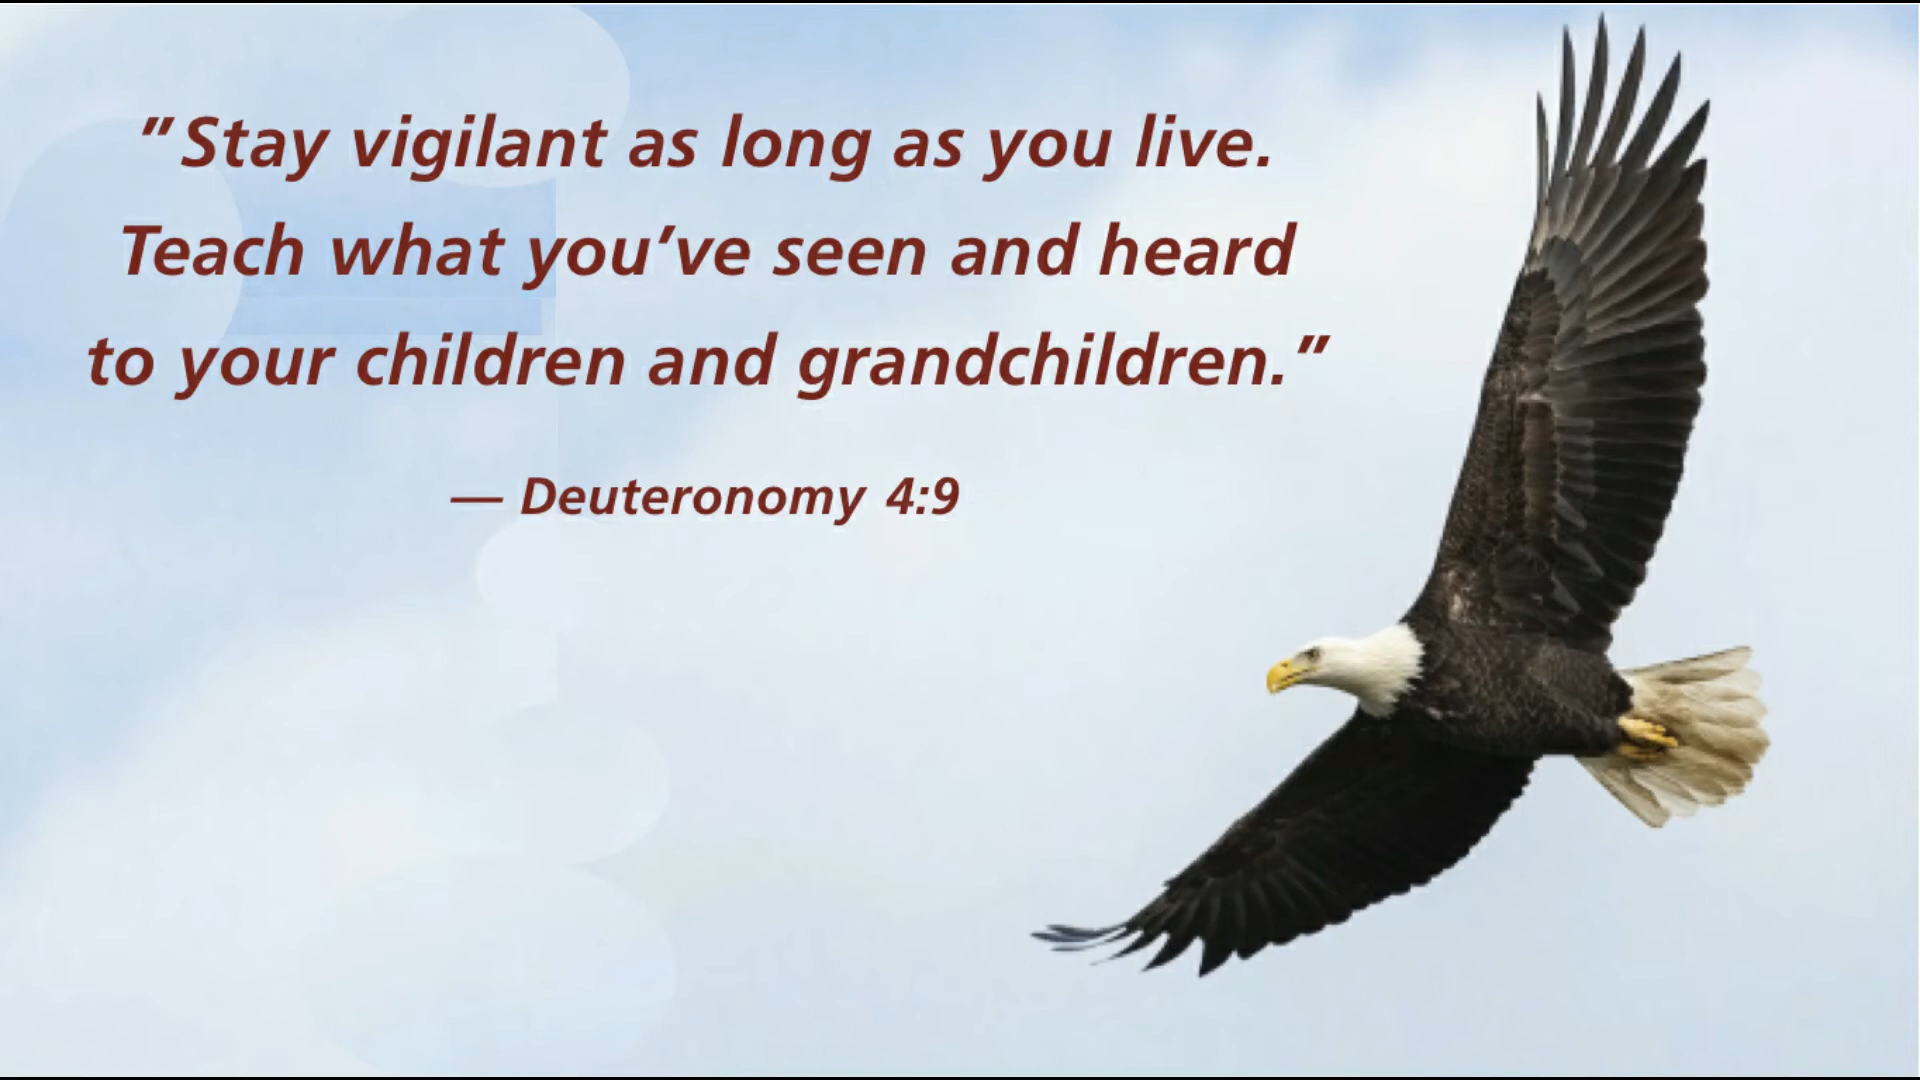 "Stay vigilant as long as you live.
Teach what you've seen and heard
to your children and grandchildren."
— Deuteronomy 4:9